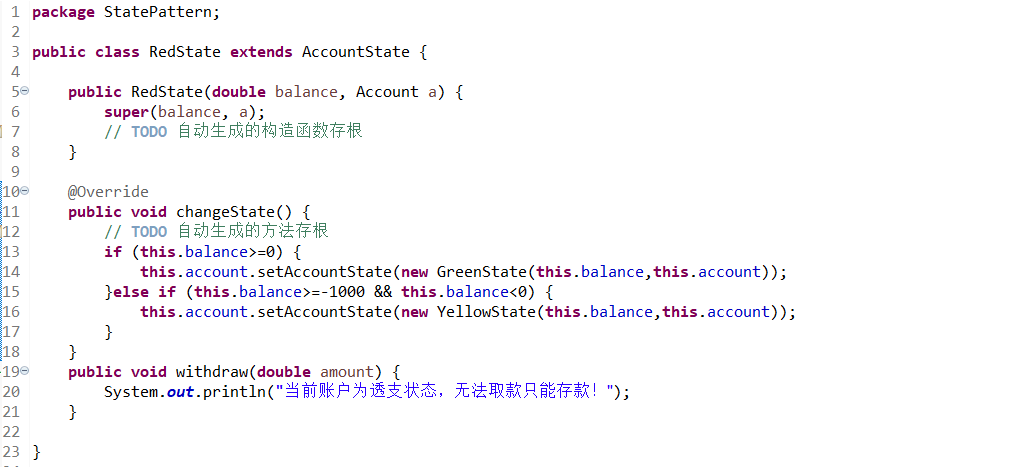 1 package StatePattern;
2
3 public class RedState extends AccountState {
4
5 public RedState(double balance, Account a) {
6 super(balance, a);
7 // TODO 自动生成的构造函数存根
8 }
9
10 @Override
11 public void changeState() {
12 // TODO 自动生成的方法存根
13 if (this.balance>=0) {
14 this.account.setAccountState(new GreenState(this.balance,this.account));
15 }else if (this.balance>=-1000 && this.balance<0) {
16 this.account.setAccountState(new YellowState(this.balance,this.account));
17 }
18 }
19 public void withdraw(double amount) {
20 System.out.println("当前账户为透支状态，无法取款只能存款！");
21 }
22
23 }